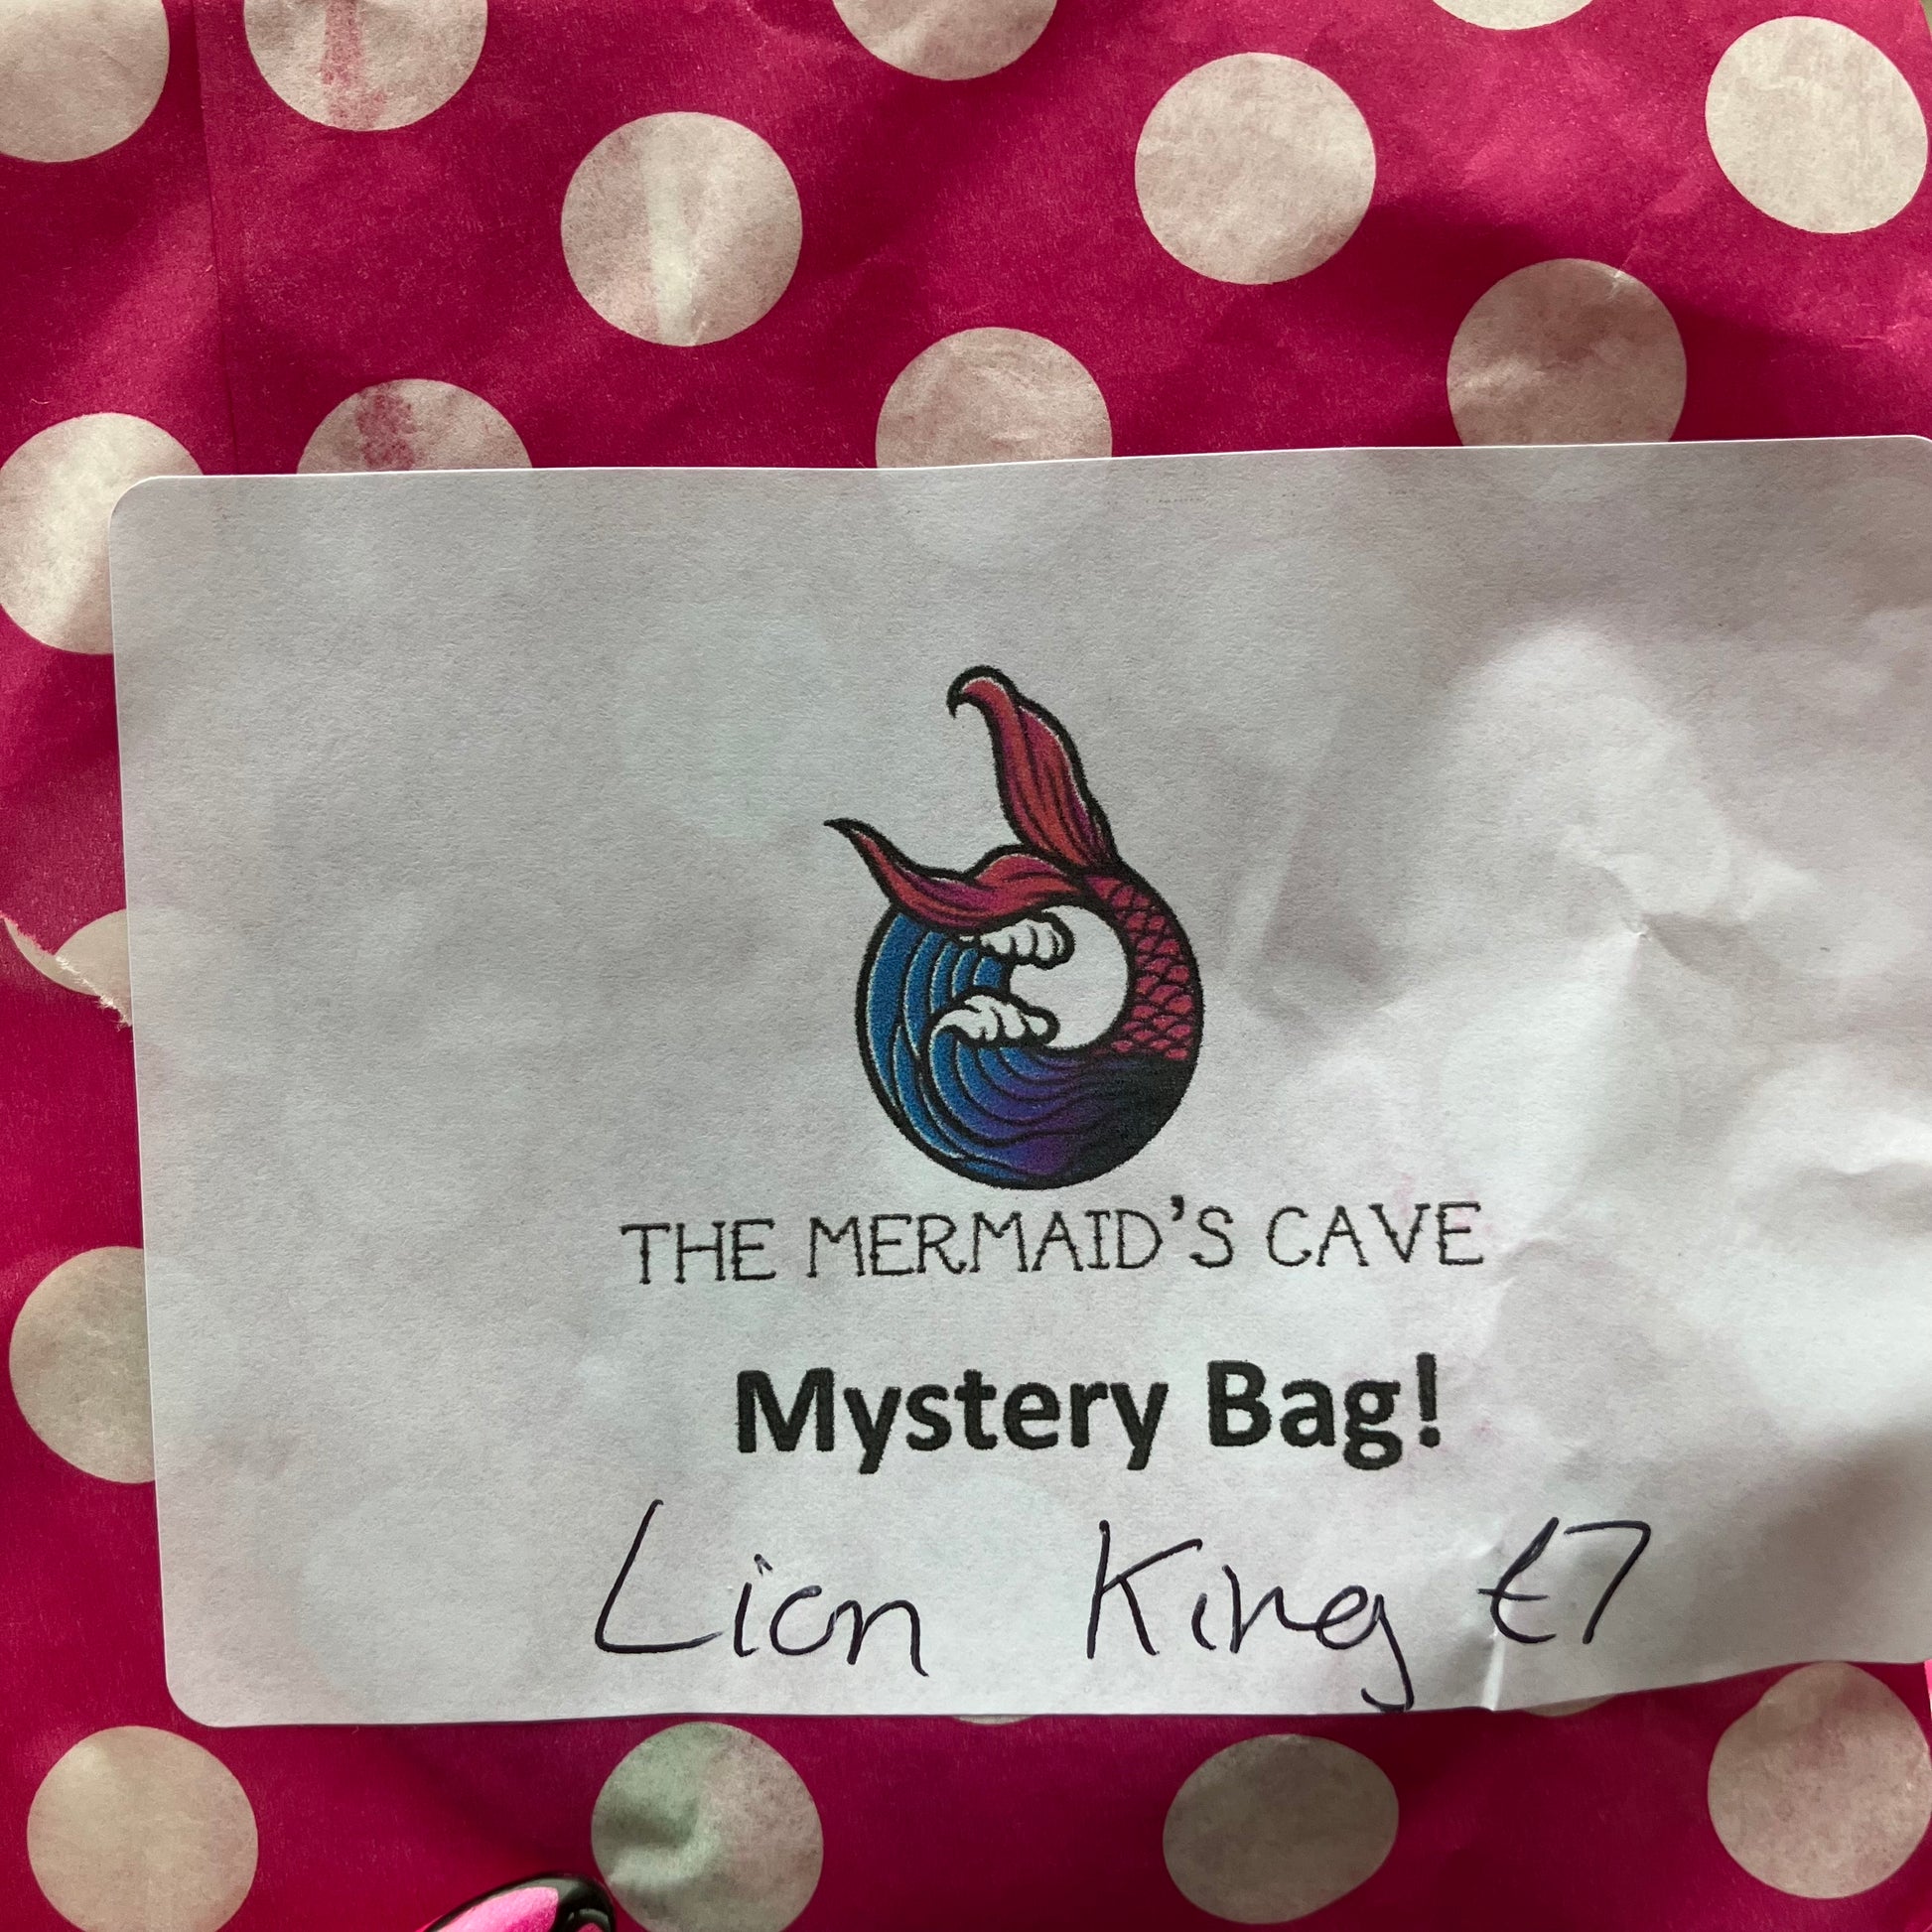 THE MERMAID'S CAVE
Mystery Bag!
Lion King £7